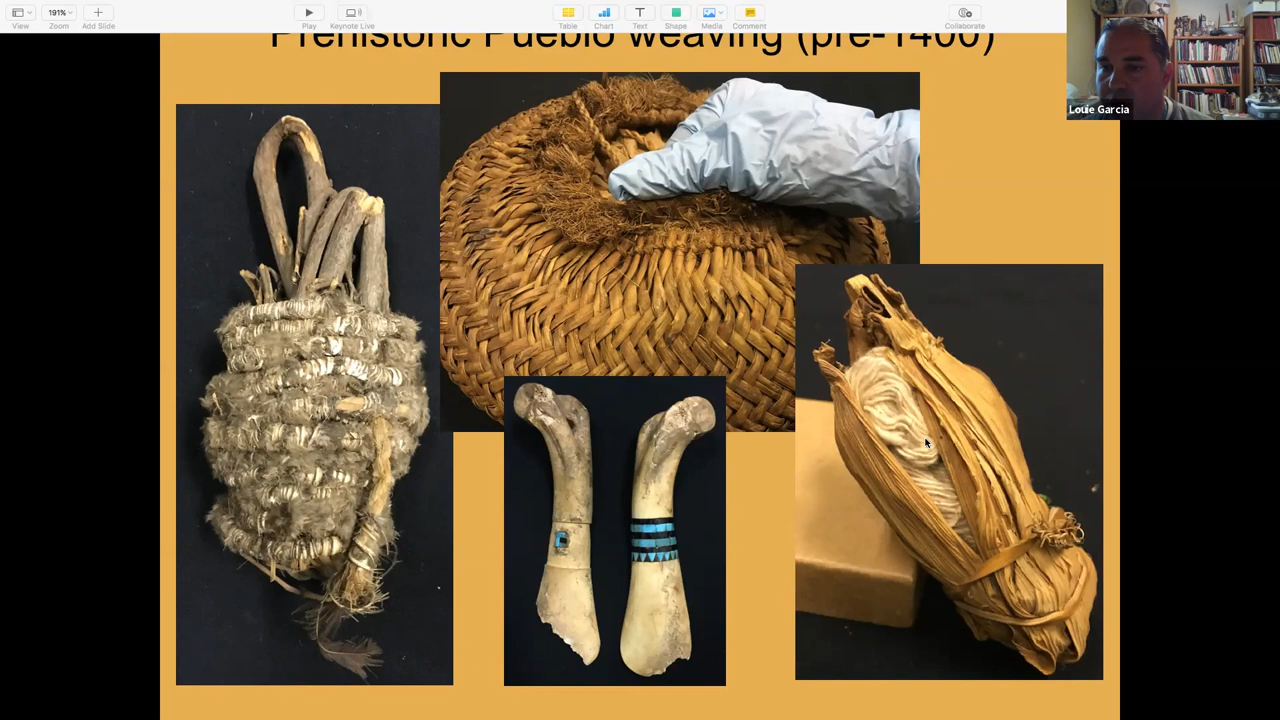 191%
View Zoom Add Slide
Play Keynote Live
Table Chart Text Shape Media Comment
Collaborate
Prehistoric Pueblo weaving (pre-1400)
Louie Garcia